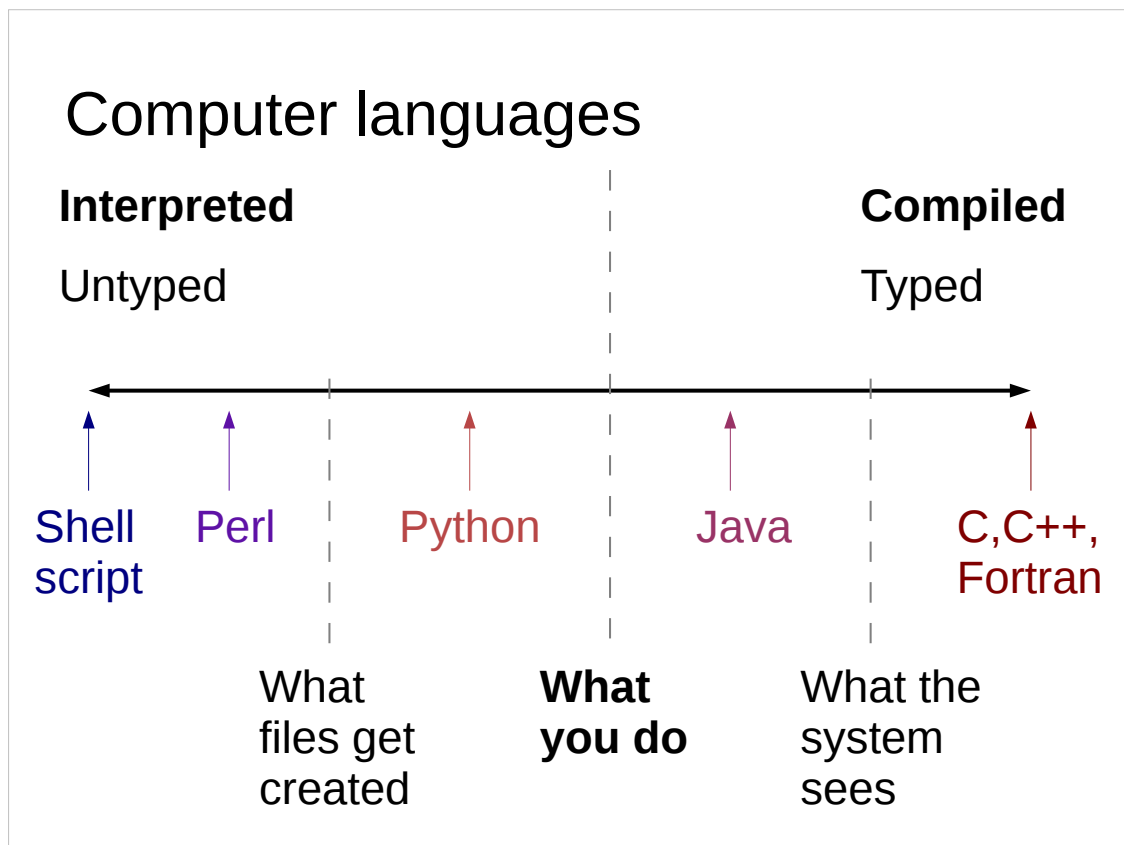 Computer languages
Interpreted
Compiled
Untyped
Typed
Shell
script
Perl
Python
Java
C,C++,
Fortran
What
files get
created
What
you do
What the
system
sees